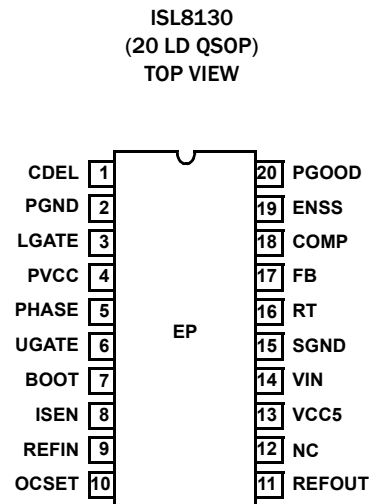 ISL8130
(20 LD QSOP)
TOP VIEW
CDEL 1 20 PGOOD
PGND 2 19 ENSS
LGATE 3 18 COMP
PVCC 4 17 FB
PHASE 5 16 RT
EP
UGATE 6 15 SGND
BOOT 7 14 VIN
ISEN 8 13 VCC5
REFIN 9 12 NC
OCSET 10 11 REFOUT